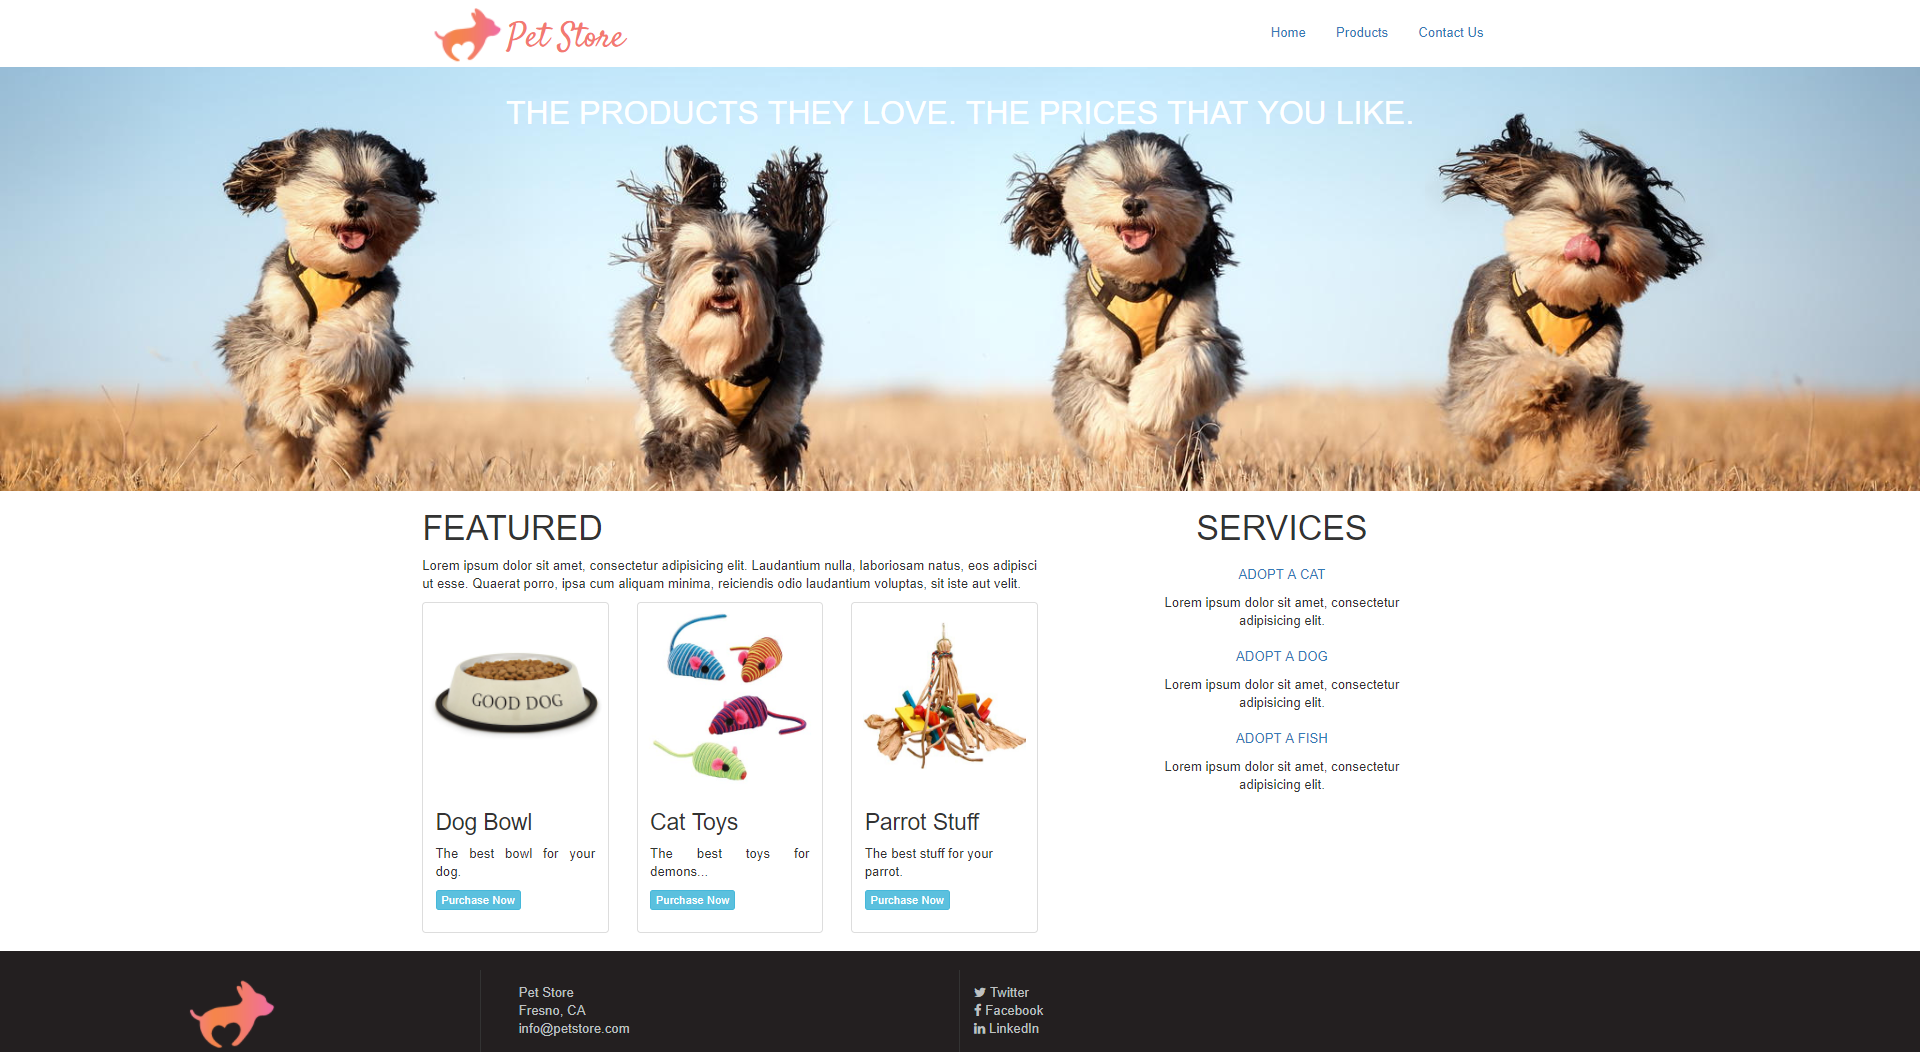 Pet Store
Home
Products
Contact Us
THE PRODUCTS THEY LOVE. THE PRICES THAT YOU LIKE.
FEATURED
Lorem ipsum dolor sit amet, consectetur adipisicing elit. Laudantium nulla, laboriosam natus, eos adipisci
ut esse. Quaerat porro, ipsa cum aliquam minima, reiciendis odio laudantium voluptas, sit iste aut velit.
GOOD DOG
Dog Bowl
The best bowl for your
dog.
Purchase Now
Cat Toys
The best toys for
demons...
Purchase Now
Parrot Stuff
The best stuff for your
parrot.
Purchase Now
SERVICES
ADOPT A CAT
Lorem ipsum dolor sit amet, consectetur
adipisicing elit.
ADOPT A DOG
Lorem ipsum dolor sit amet, consectetur
adipisicing elit.
ADOPT A FISH
Lorem ipsum dolor sit amet, consectetur
adipisicing elit.
Pet Store
Fresno, CA
info@petstore.com
Twitter
Facebook
LinkedIn